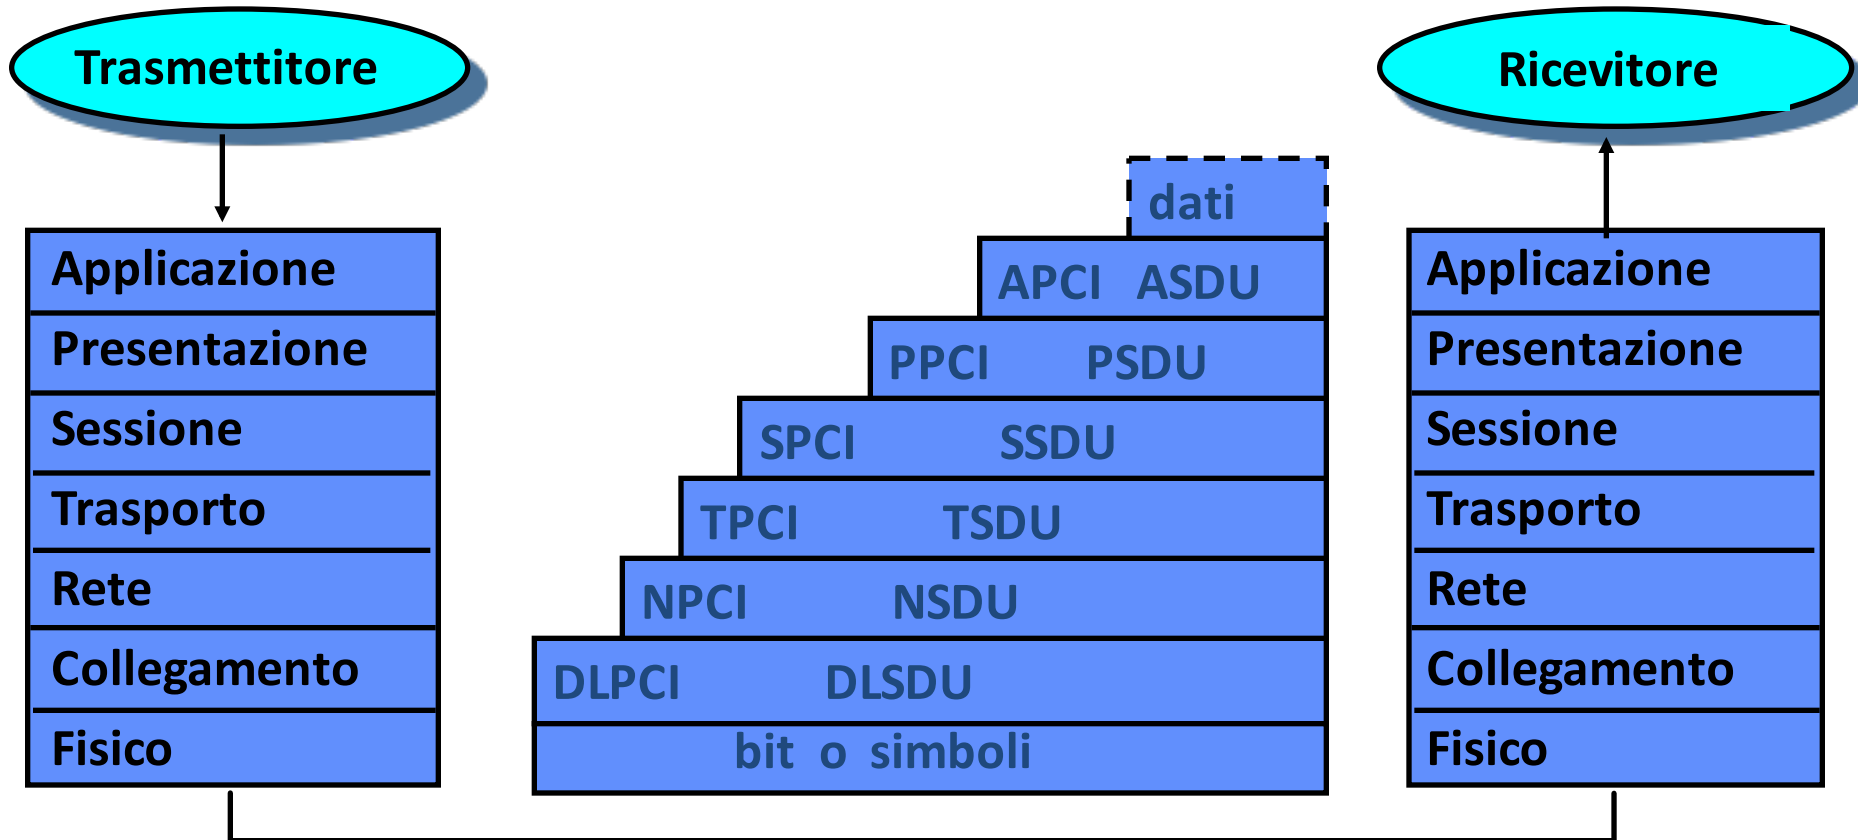 Trasmettitore
Ricevitore
dati
Applicazione
APCI ASDU
Applicazione
Presentazione
PPCI PSDU
Presentazione
Sessione
SPCI SSDU
Sessione
Trasporto
TPCI TSDU
Trasporto
Rete
NPCI NSDU
Rete
Collegamento
DLPCI DLSDU
Collegamento
Fisico
bit o simboli
Fisico